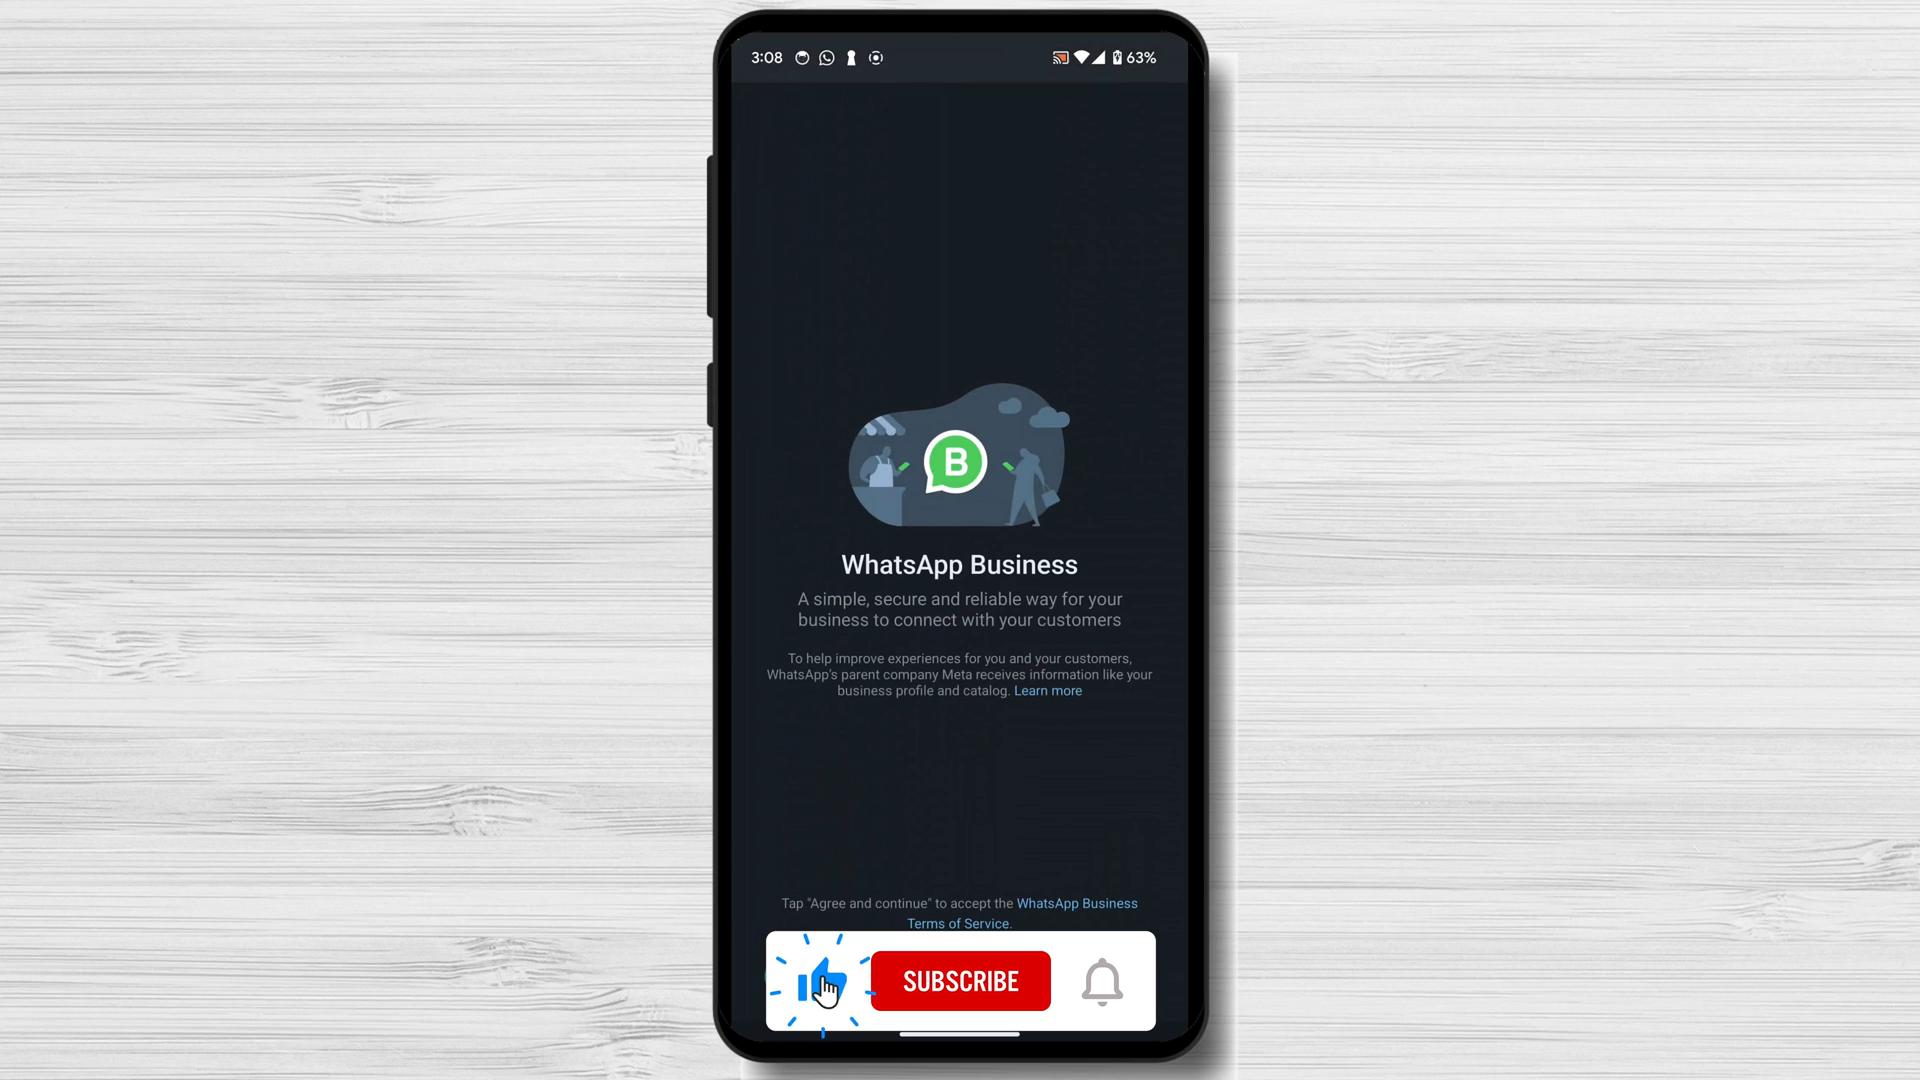 3:08
63%
B
WhatsApp Business
A simple, secure and reliable way for your
business to connect with your customers
To help improve experiences for you and your customers,
WhatsApp's parent company Meta receives information like your
business profile and catalog. Learn more
Tap "Agree and continue" to accept the WhatsApp Business
Terms of Service.
SUBSCRIBE